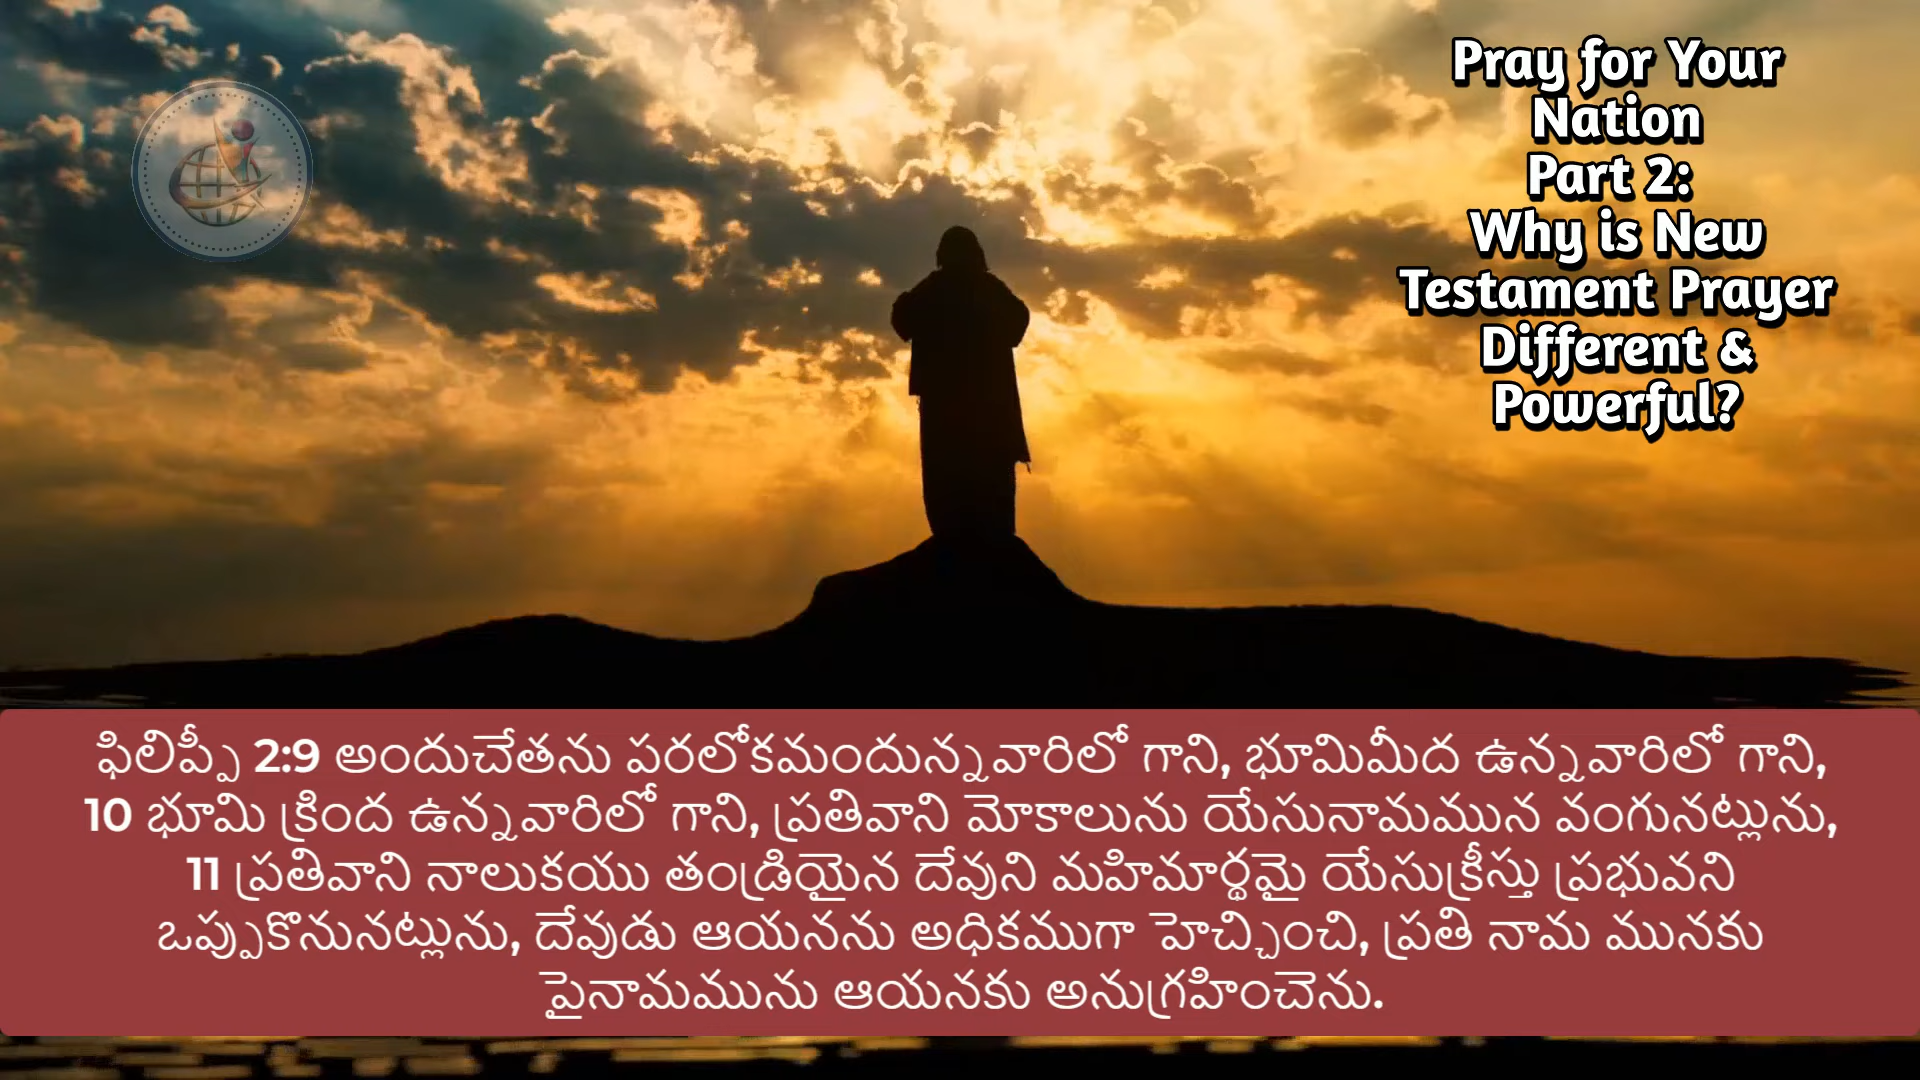 Pray for Your
Nation
Part 2:
Why is New
Testament Prayer
Different &
Powerful?
ఫిలిప్పీ 2:9 అందుచేతను పరలోకమందున్నవారిలో గాని, భూమిమీద ఉన్నవారిలో గాని,
10 భూమి క్రింద ఉన్నవారిలో గాని, ప్రతివాని మోకాలును యేసునామమున వంగునట్లును,
11 ప్రతివాని నాలుకయు తండ్రియైన దేవుని మహిమార్థమై యేసుక్రీస్తు ప్రభువని
ఒప్పుకొనునట్లును, దేవుడు ఆయనను అధికముగా హెచ్చించి, ప్రతి నామ మునకు
పైనామమును ఆయనకు అనుగ్రహించెను.